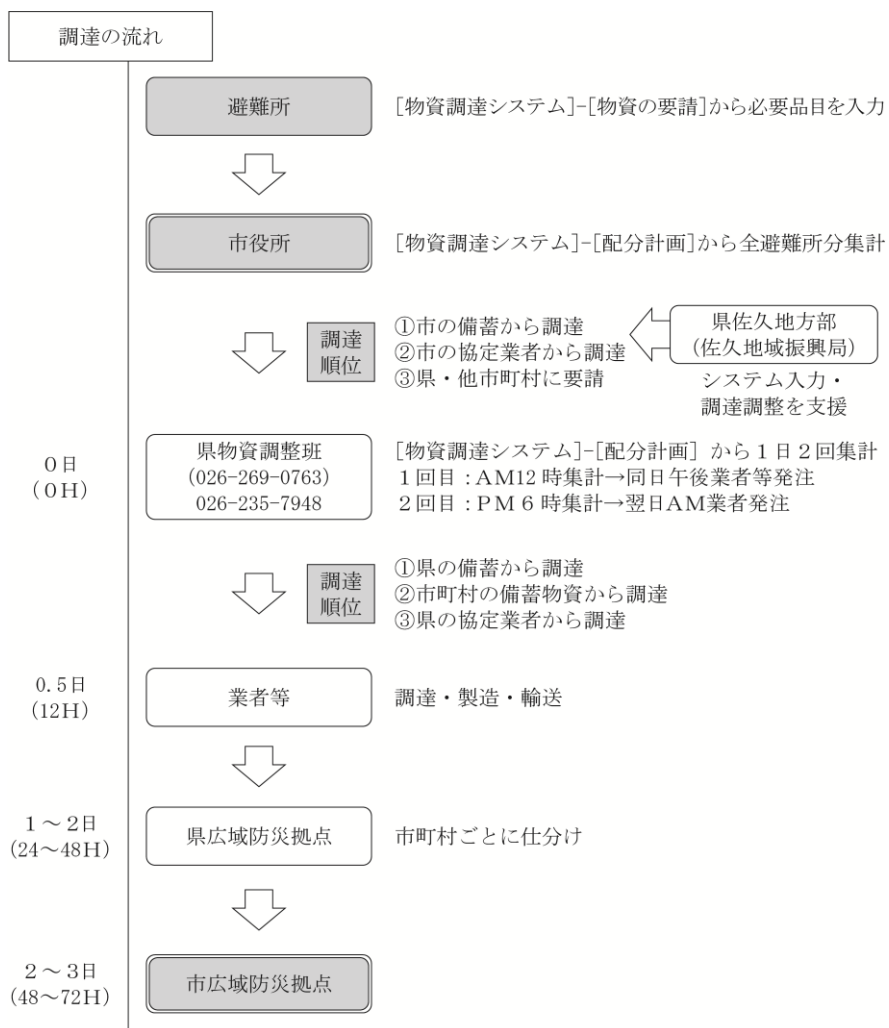 調達の流れ
避難所
[物資調達システム]-[物資の要請]から必要品目を入力
市役所
[物資調達システム]-[配分計画]から全避難所分集計
調達
順位
①市の備蓄から調達
②市の協定業者から調達
③県・他市町村に要請
県佐久地方部
(佐久地域振興局)
システム入力・
調達調整を支援
0日
(0H)
県物資調整班
(026-269-0763)
026-235-7948
[物資調達システム]-[配分計画] から1日2回集計
1回目:AM12時集計→同日午後業者等発注
2回目:PM6時集計→翌日AM業者発注
調達
順位
①県の備蓄から調達
②市町村の備蓄物資から調達
③県の協定業者から調達
0.5日
(12H)
業者等
調達・製造・輸送
1〜2日
(24〜48H)
県広域防災拠点
市町村ごとに仕分け
2〜3日
(48〜72H)
市広域防災拠点